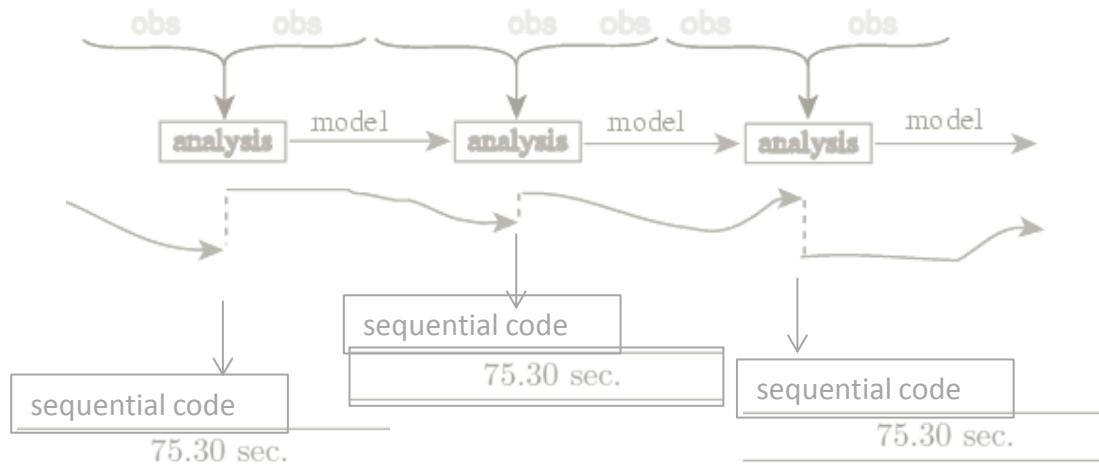 obs obs obs obs obs obs
model model model
analysis analysis analysis
sequential code
75.30 sec.
sequential code
75.30 sec.
sequential code
75.30 sec.